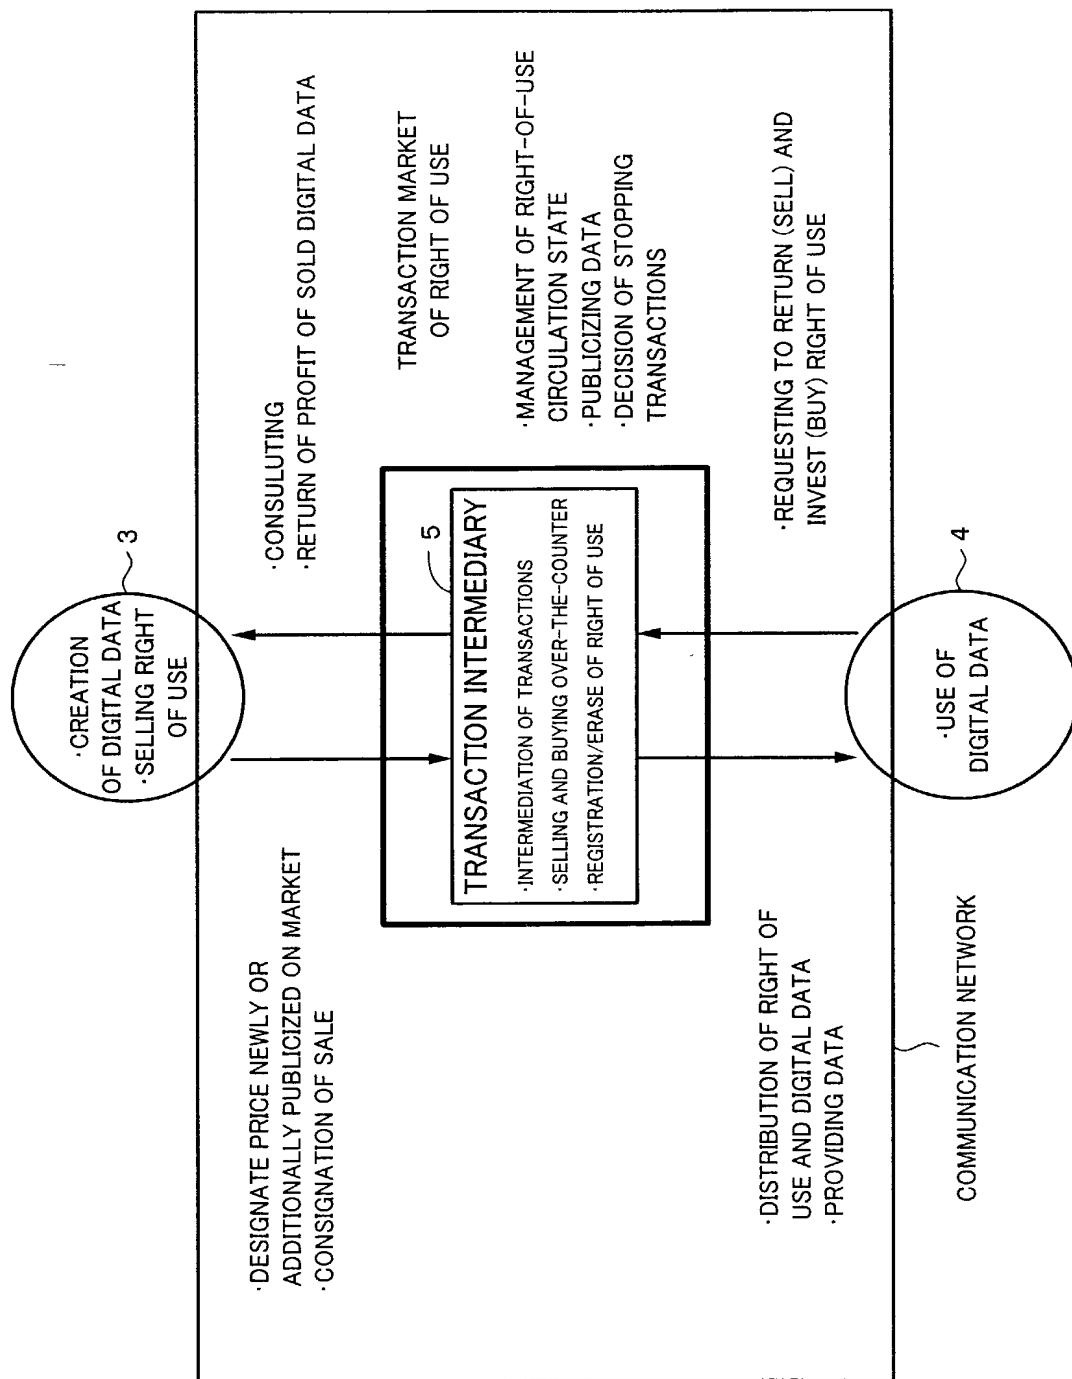 ·CREATION
OF DIGITAL DATA
·SELLING RIGHT
OF USE
3
·DESIGNATE PRICE NEWLY OR
ADDITIONALLY PUBLICIZED ON MARKET
·CONSIGNATION OF SALE
·CONSULUTING
·RETURN OF PROFIT OF SOLD DIGITAL DATA
TRANSACTION MARKET
OF RIGHT OF USE
5
TRANSACTION INTERMEDIARY
·INTERMEDIATION OF TRANSACTIONS
·SELLING AND BUYING OVER-THE-COUNTER
·REGISTRATION/ERASE OF RIGHT OF USE
·MANAGEMENT OF RIGHT-OF-USE
CIRCULATION STATE
·PUBLICIZING DATA
·DECISION OF STOPPING
TRANSACTIONS
·DISTRIBUTION OF RIGHT OF
USE AND DIGITAL DATA
·PROVIDING DATA
·REQUESTING TO RETURN (SELL) AND
INVEST (BUY) RIGHT OF USE
·USE OF
DIGITAL DATA
4
COMMUNICATION NETWORK